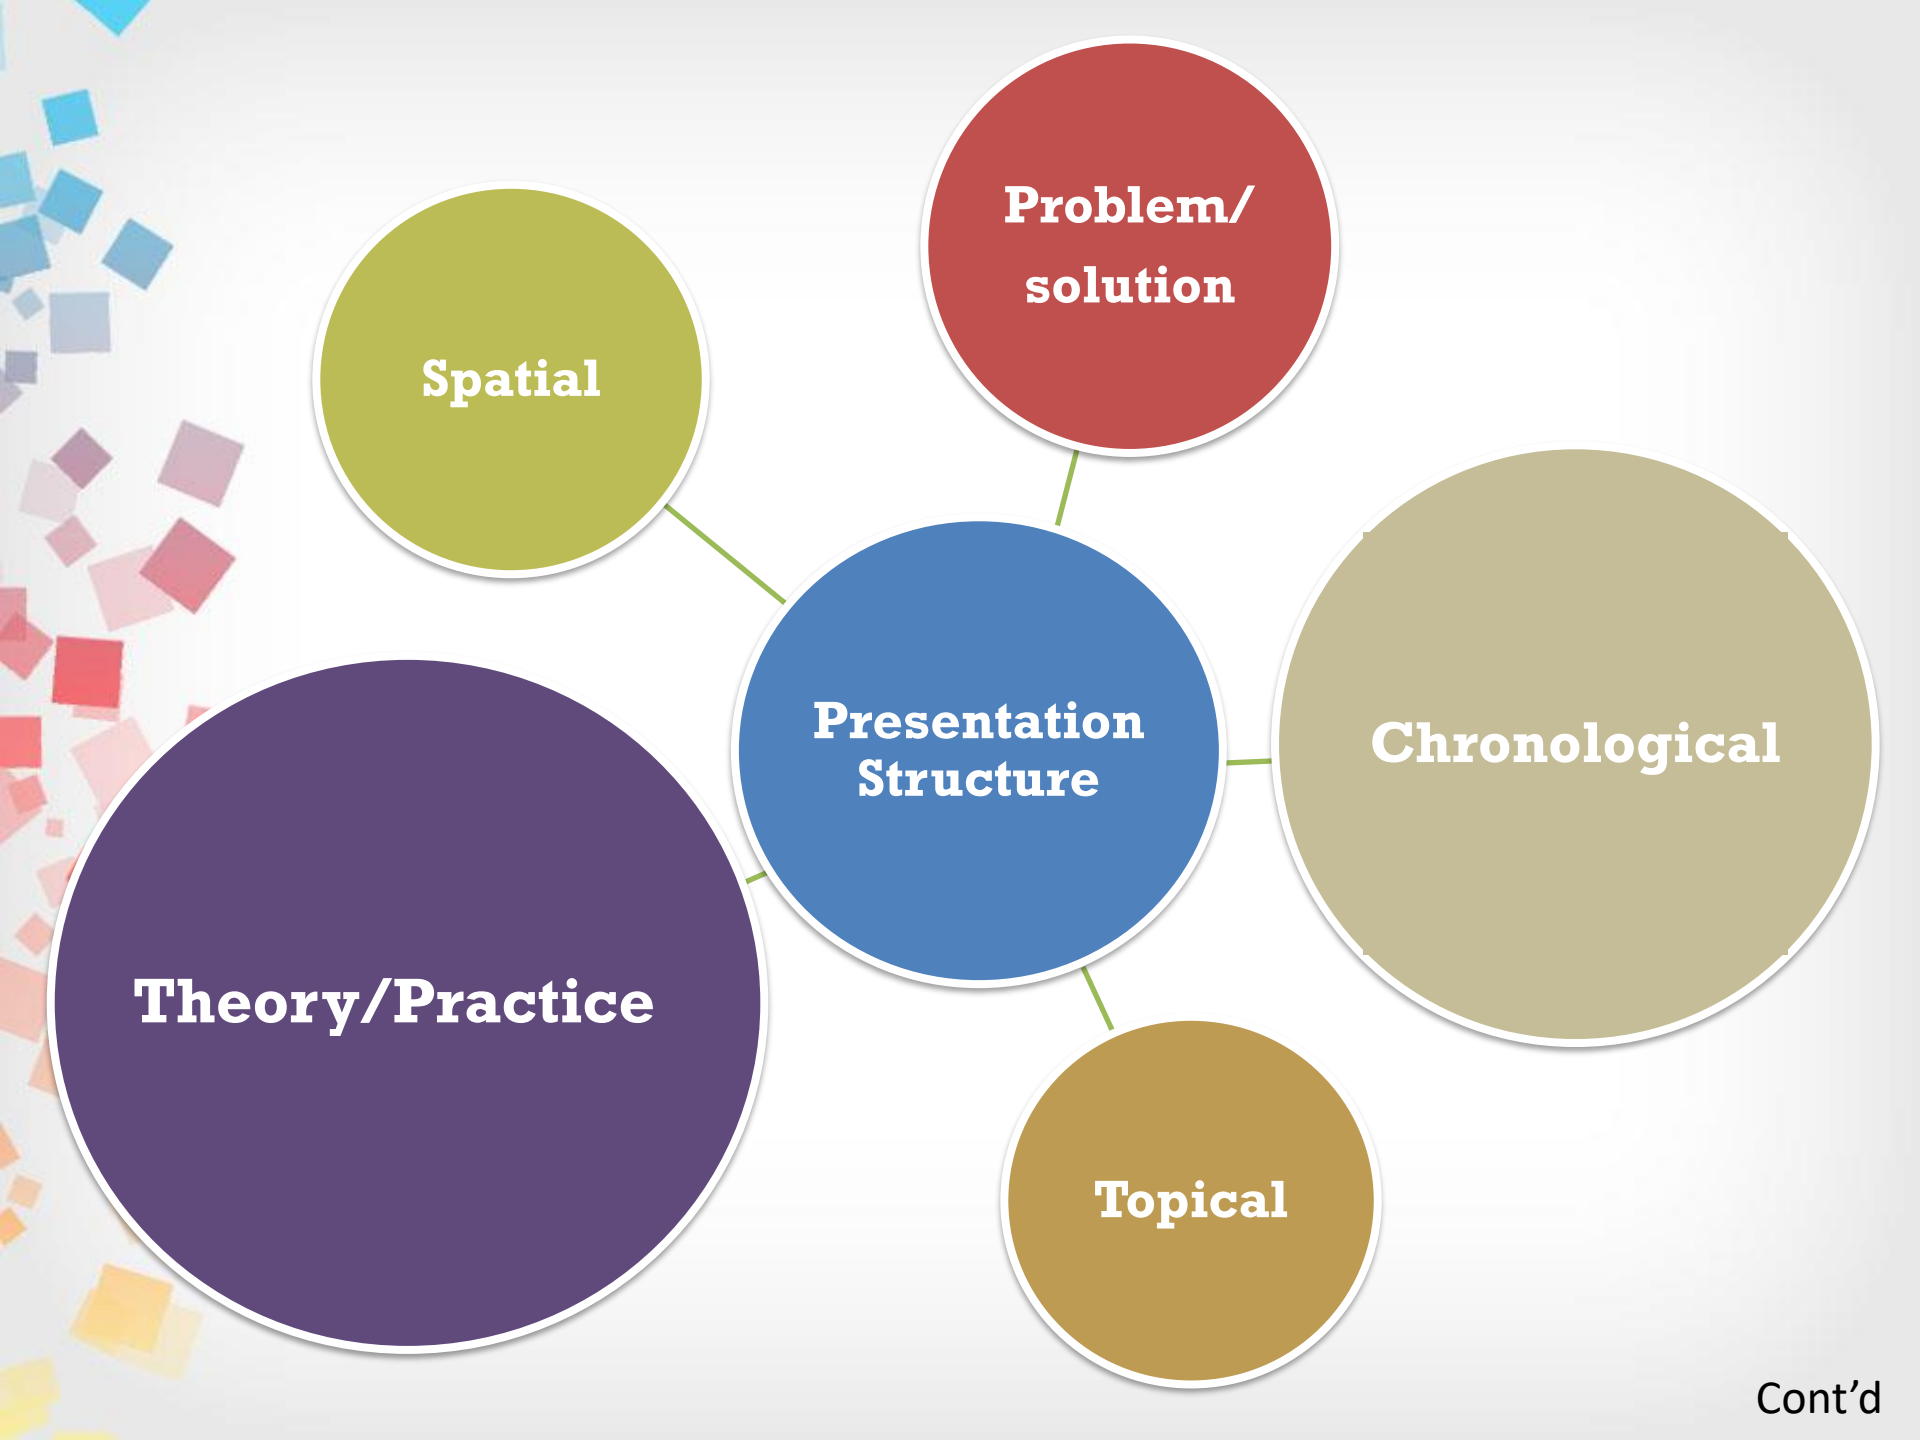 Problem/
solution
Spatial
Presentation
Structure
Chronological
Theory/Practice
Topical
Cont’d